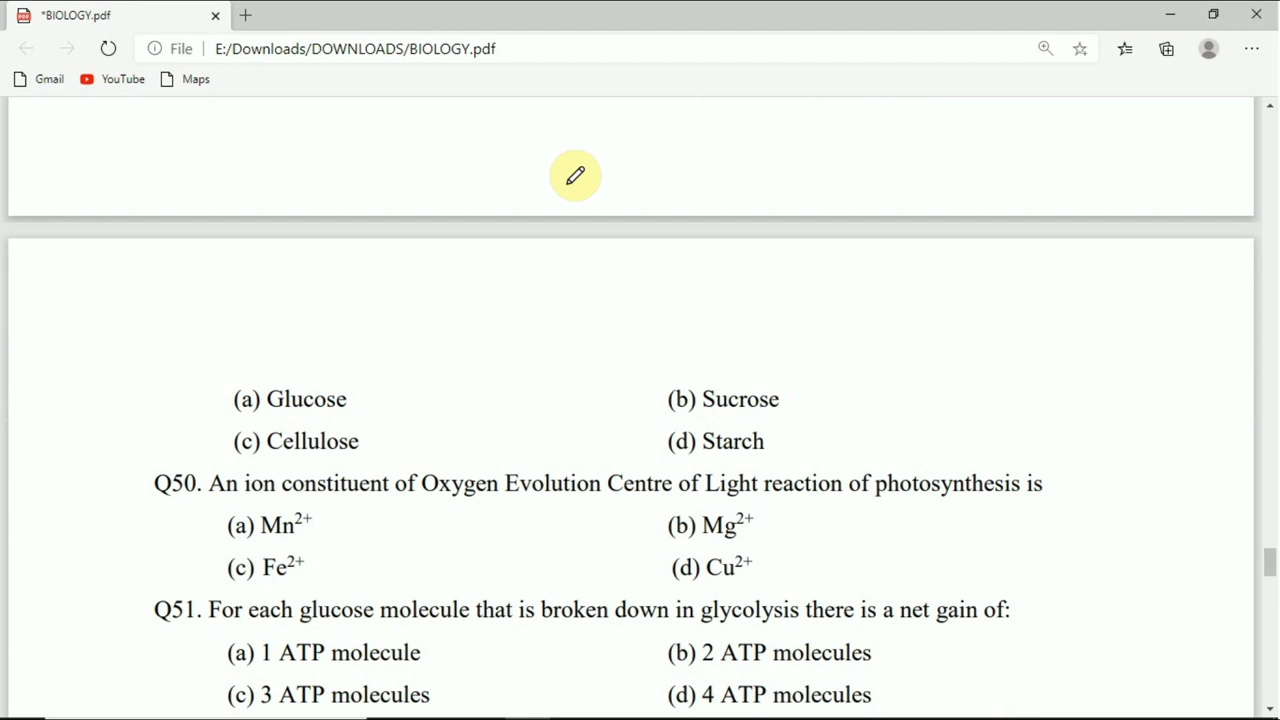 *BIOLOGY.pdf
File E:/Downloads/DOWNLOADS/BIOLOGY.pdf
Gmail YouTube Maps
(a) Glucose (b) Sucrose
(c) Cellulose (d) Starch
Q50. An ion constituent of Oxygen Evolution Centre of Light reaction of photosynthesis is
(a) Mn²⁺ (b) Mg²⁺
(c) Fe²⁺ (d) Cu²⁺
Q51. For each glucose molecule that is broken down in glycolysis there is a net gain of:
(a) 1 ATP molecule (b) 2 ATP molecules
(c) 3 ATP molecules (d) 4 ATP molecules